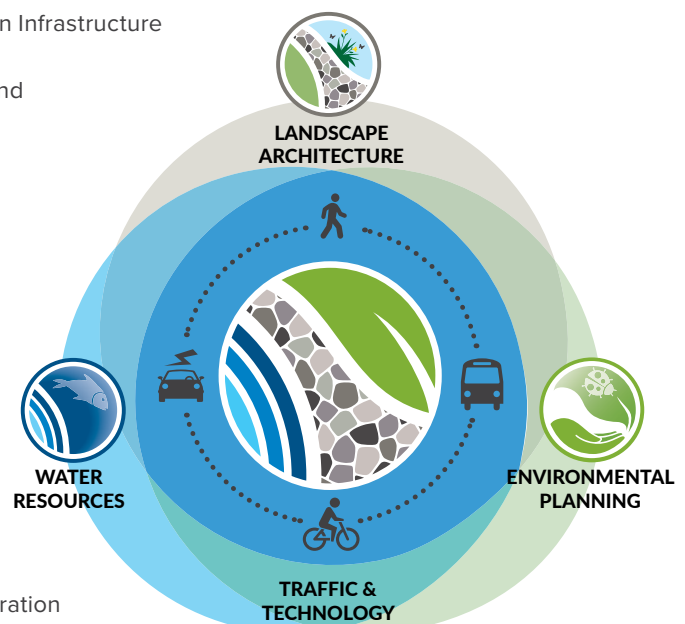 n Infrastructure
nd
LANDSCAPE
ARCHITECTURE
WATER
RESOURCES
ENVIRONMENTAL
PLANNING
TRAFFIC &
TECHNOLOGY
ration